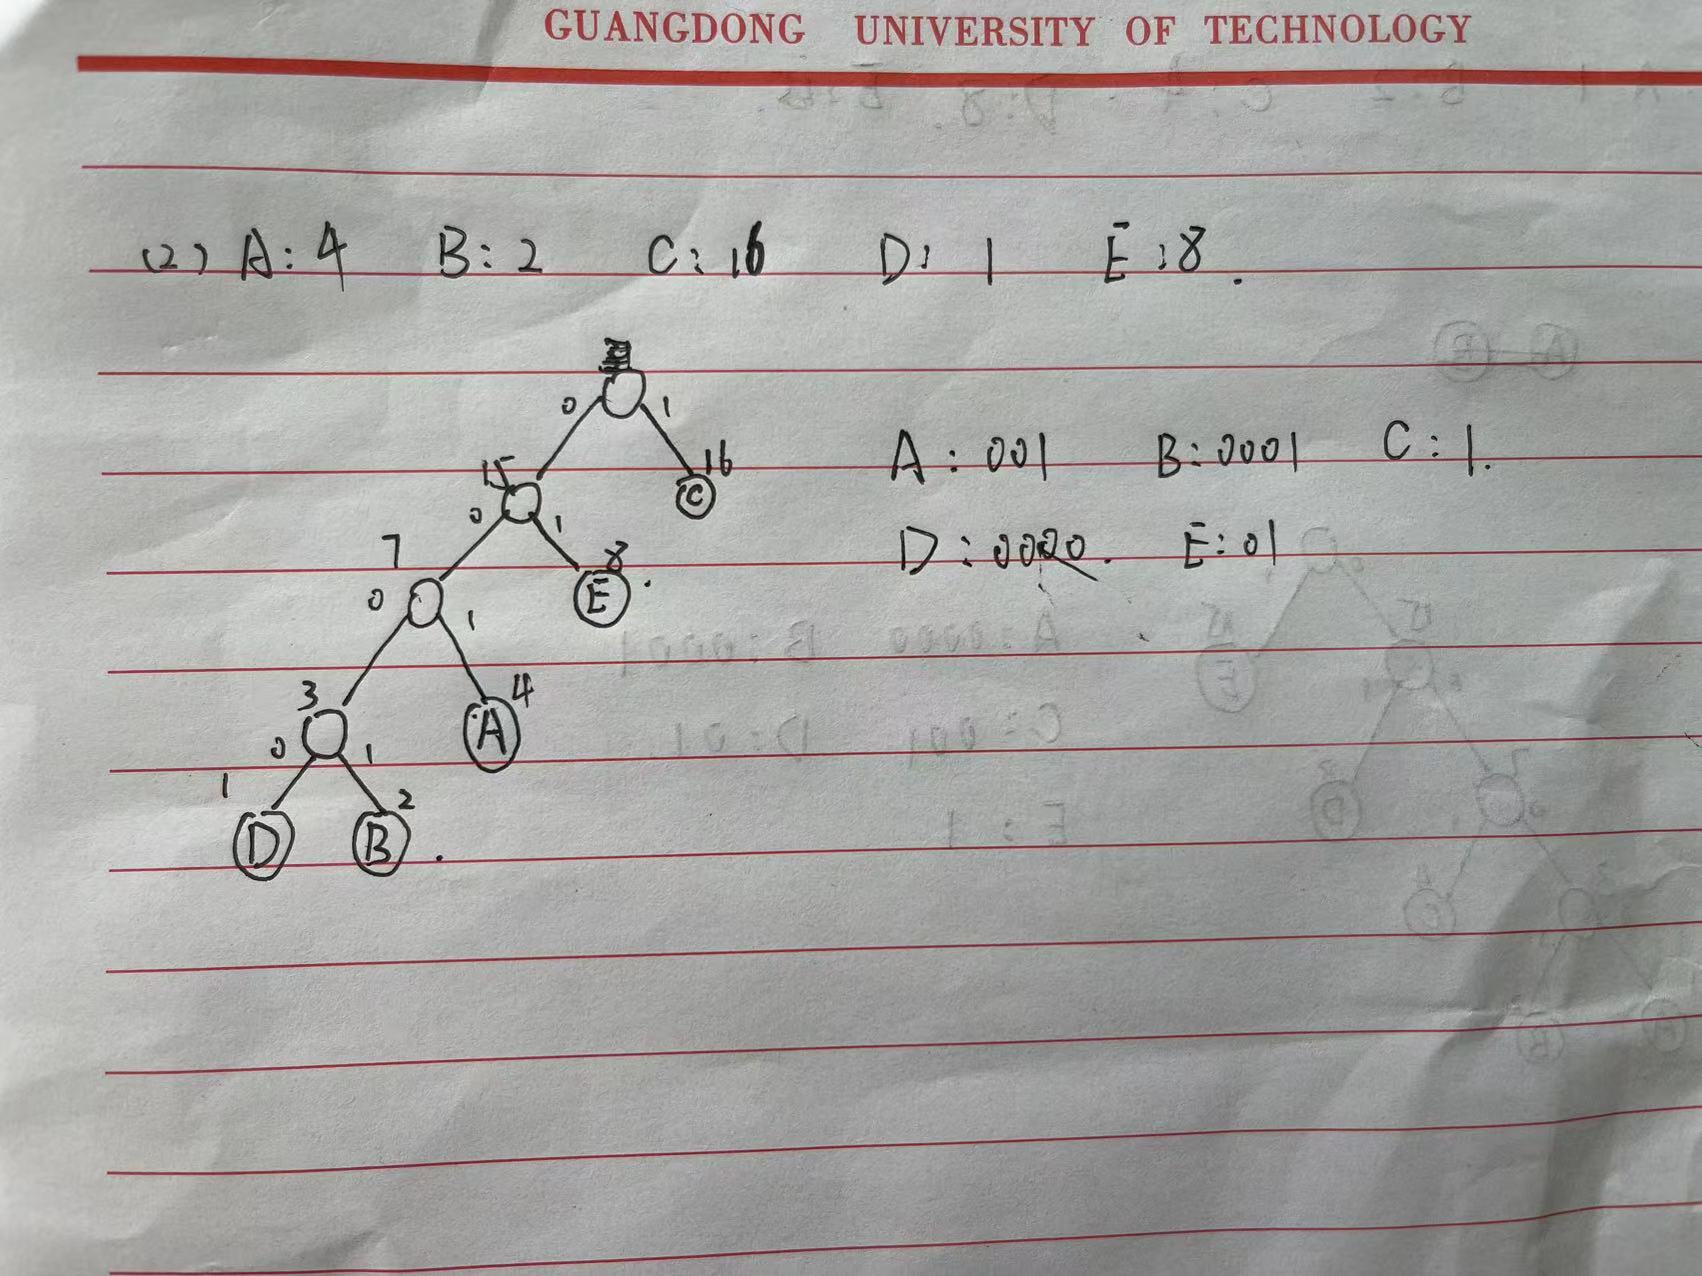 GUANGDONG UNIVERSITY OF TECHNOLOGY
(2) A: 4 B: 2 C: 16 D: 1 E: 8.
0 1
15 16
A: 001 B: 0001 C: 1.
0 1 C
7 8
D: 0000. E: 01
0 1 E
3 4
0 1 A
1 2
D B